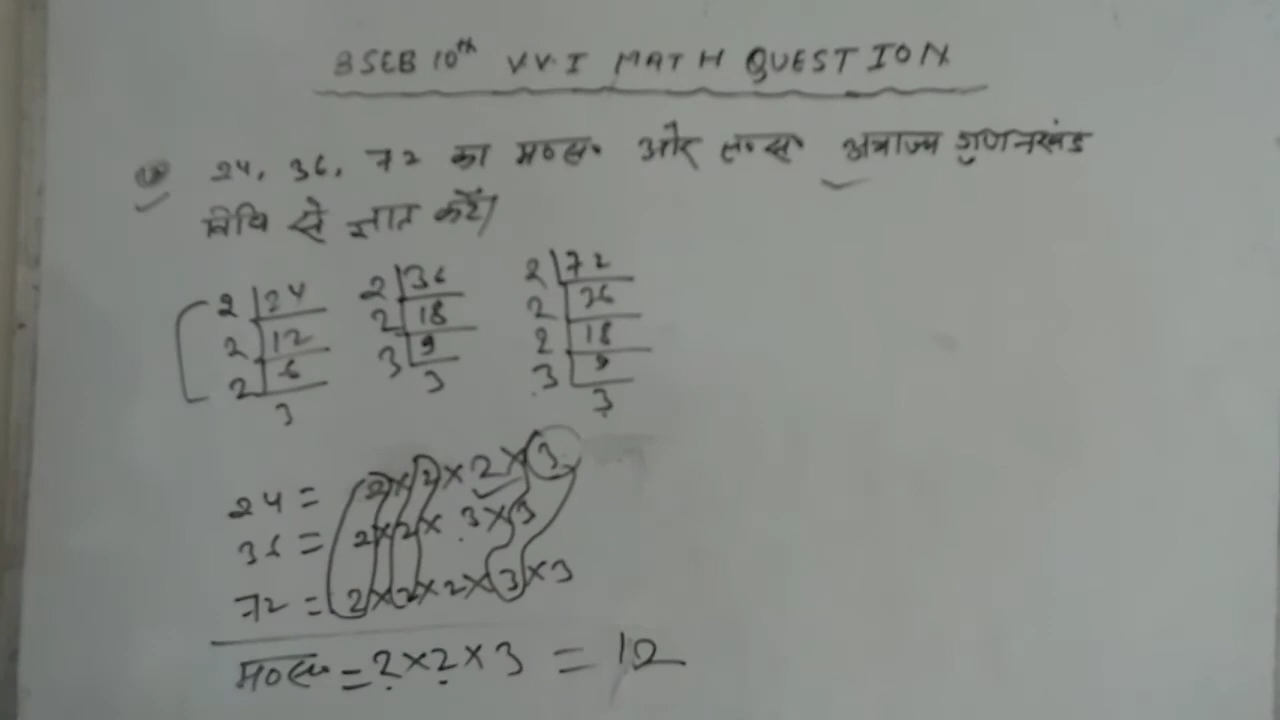 BSEB 10th V.V.I MATH QUESTION
24, 36, 72 का म०स० और ल०स० अभाज्य गुणनखंड
विधि से ज्ञात करें।
2 | 24 2 | 36 2 | 72
2 | 12 2 | 18 2 | 36
2 | 6 3 | 9 2 | 18
3 3 3 | 9
3
24 = 2×2×2×3
36 = 2×2×3×3
72 = 2×2×2×3×3
म०स० = 2×2×3 = 12